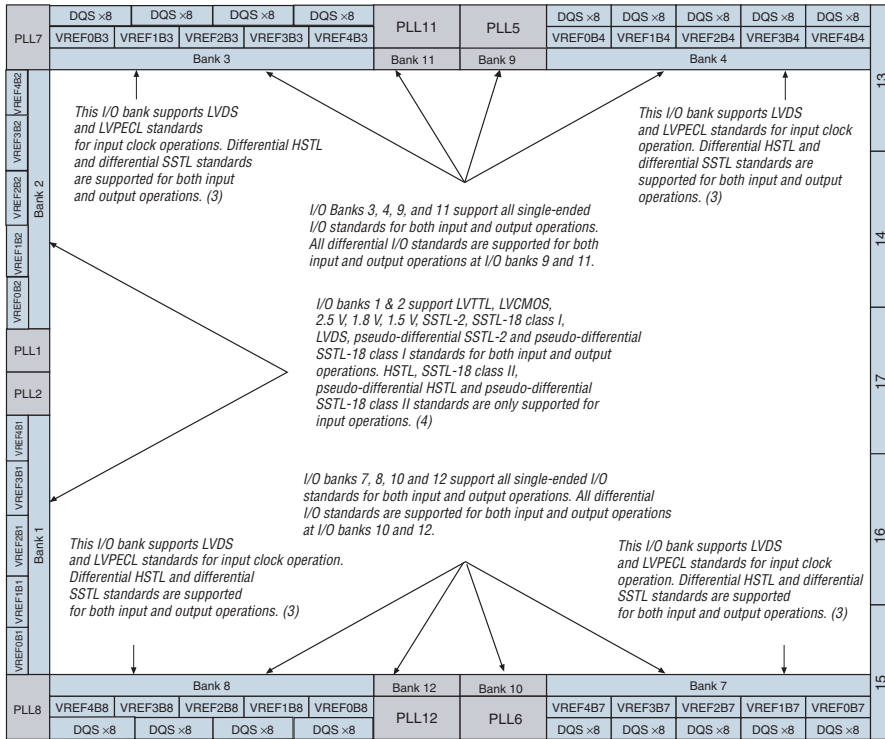 DQS ×8 DQS ×8 DQS ×8 DQS ×8 DQS ×8 DQS ×8 DQS ×8 DQS ×8 DQS ×8
PLL7 VREF0B3 VREF1B3 VREF2B3 VREF3B3 VREF4B3 PLL11 PLL5 VREF0B4 VREF1B4 VREF2B4 VREF3B4 VREF4B4
Bank 3 Bank 11 Bank 9 Bank 4
VREF4B2
VREF3B2
VREF2B2
VREF1B2
VREF0B2
Bank 2
This I/O bank supports LVDS
and LVPECL standards
for input clock operations. Differential HSTL
and differential SSTL standards
are supported for both input
and output operations. (3)
This I/O bank supports LVDS
and LVPECL standards for input clock
operation. Differential HSTL and
differential SSTL standards are
supported for both input and output
operations. (3)
13
14
17
16
15
I/O Banks 3, 4, 9, and 11 support all single-ended
I/O standards for both input and output operations.
All differential I/O standards are supported for both
input and output operations at I/O banks 9 and 11.
I/O banks 1 & 2 support LVTTL, LVCMOS,
2.5 V, 1.8 V, 1.5 V, SSTL-2, SSTL-18 class I,
LVDS, pseudo-differential SSTL-2 and pseudo-differential
SSTL-18 class I standards for both input and output
operations. HSTL, SSTL-18 class II,
pseudo-differential HSTL and pseudo-differential
SSTL-18 class II standards are only supported for
input operations. (4)
PLL1
PLL2
VREF4B1
VREF3B1
VREF2B1
VREF1B1
VREF0B1
Bank 1
I/O banks 7, 8, 10 and 12 support all single-ended I/O
standards for both input and output operations. All differential
I/O standards are supported for both input and output operations
at I/O banks 10 and 12.
This I/O bank supports LVDS
and LVPECL standards for input clock operation.
Differential HSTL and differential
SSTL standards are supported
for both input and output operations. (3)
This I/O bank supports LVDS
and LVPECL standards for input clock
operation. Differential HSTL and differential
SSTL standards are supported
for both input and output operations. (3)
Bank 8 Bank 12 Bank 10 Bank 7
PLL8 VREF4B8 VREF3B8 VREF2B8 VREF1B8 VREF0B8 PLL12 PLL6 VREF4B7 VREF3B7 VREF2B7 VREF1B7 VREF0B7
DQS ×8 DQS ×8 DQS ×8 DQS ×8 DQS ×8 DQS ×8 DQS ×8 DQS ×8 DQS ×8